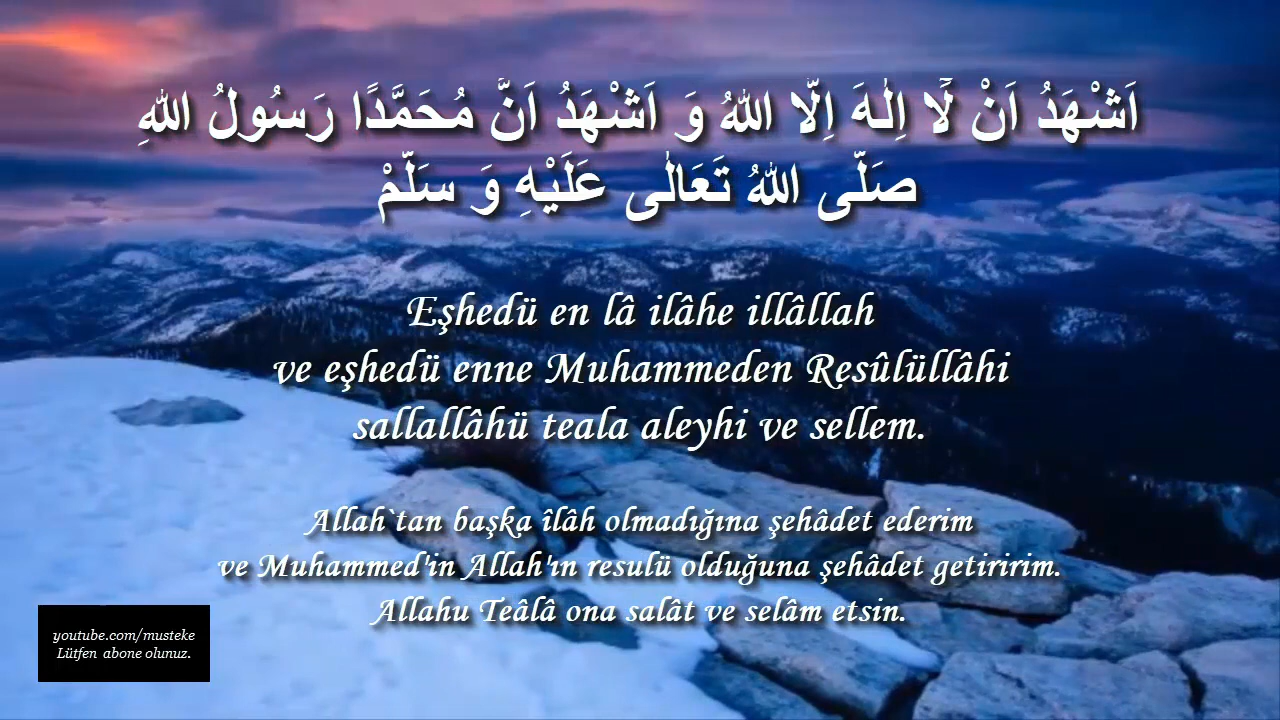 اَشْهَدُ اَنْ لَٓا اِلٰهَ اِلَّا اللهُ وَ اَشْهَدُ اَنَّ مُحَمَّدًا رَسُولُ اللهِ
صَلَّى اللهُ تَعَالٰى عَلَيْهِ وَ سَلَّمْ
Eşhedü en lâ ilâhe illâllah
ve eşhedü enne Muhammeden Resûlüllâhi
sallallâhü teala aleyhi ve sellem.
Allah`tan başka îlâh olmadığına şehâdet ederim
ve Muhammed'in Allah'ın resulü olduğuna şehâdet getiririm.
Allahu Teâlâ ona salât ve selâm etsin.
youtube.com/musteke
Lütfen abone olunuz.